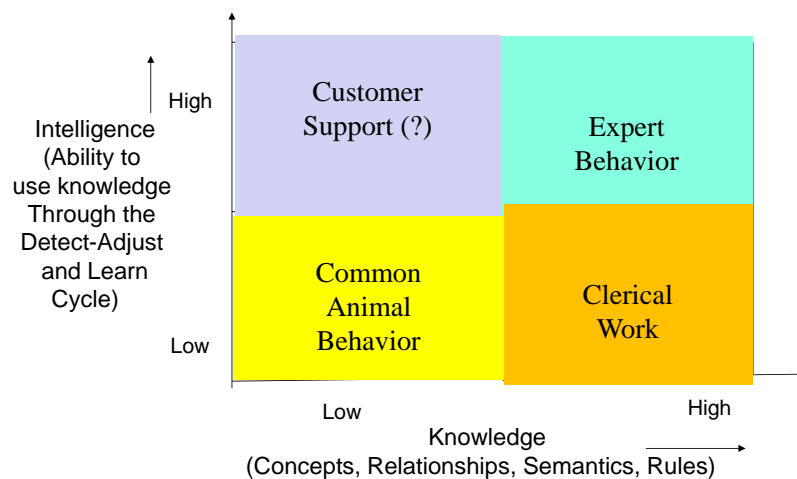 High
Intelligence
(Ability to
use knowledge
Through the
Detect-Adjust
and Learn
Cycle)
Low
Customer
Support (?)
Expert
Behavior
Common
Animal
Behavior
Clerical
Work
Low
High
Knowledge
(Concepts, Relationships, Semantics, Rules)